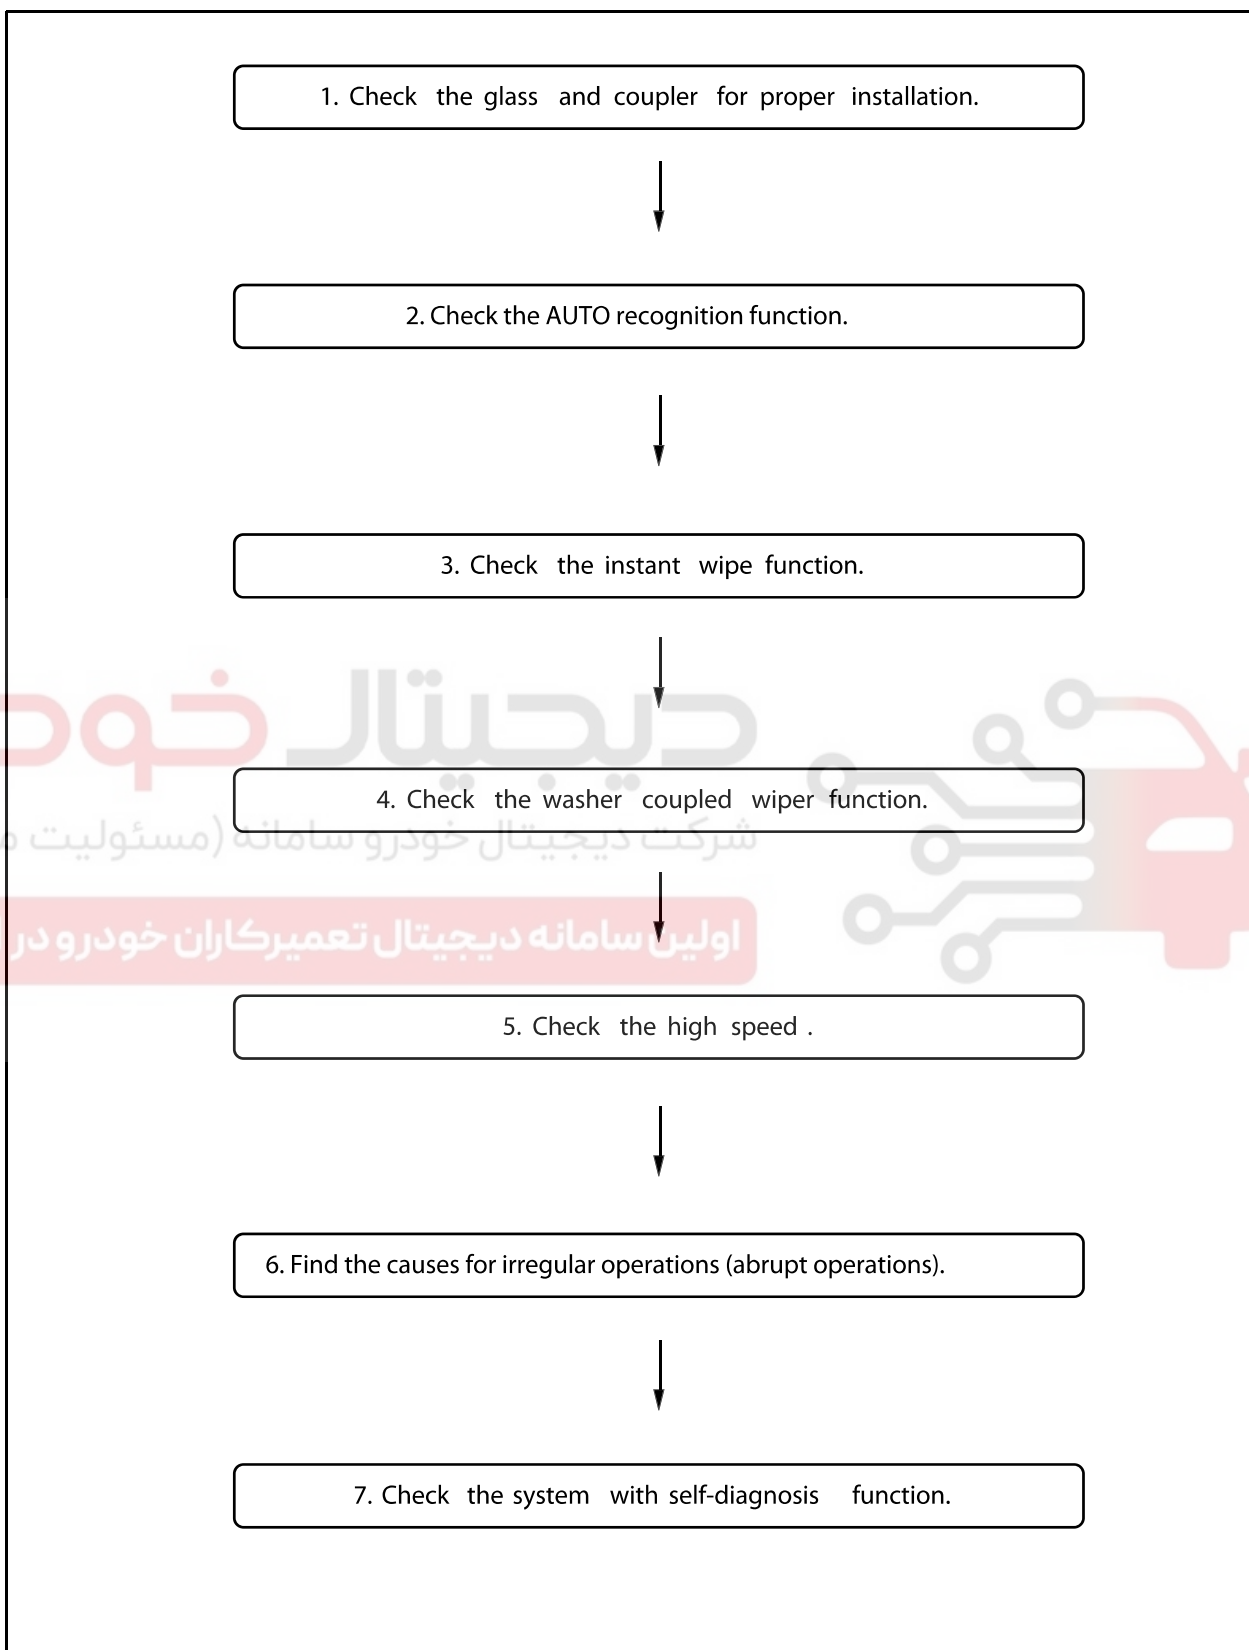 1. Check the glass and coupler for proper installation.
2. Check the AUTO recognition function.
3. Check the instant wipe function.
دیجیتال خود
4. Check the washer coupled wiper function.
شرکت دیجیتال خودرو سامانه (مسئولیت
اولین سامانه دیجیتال تعمیرکاران خودرو در
5. Check the high speed .
6. Find the causes for irregular operations (abrupt operations).
7. Check the system with self-diagnosis function.